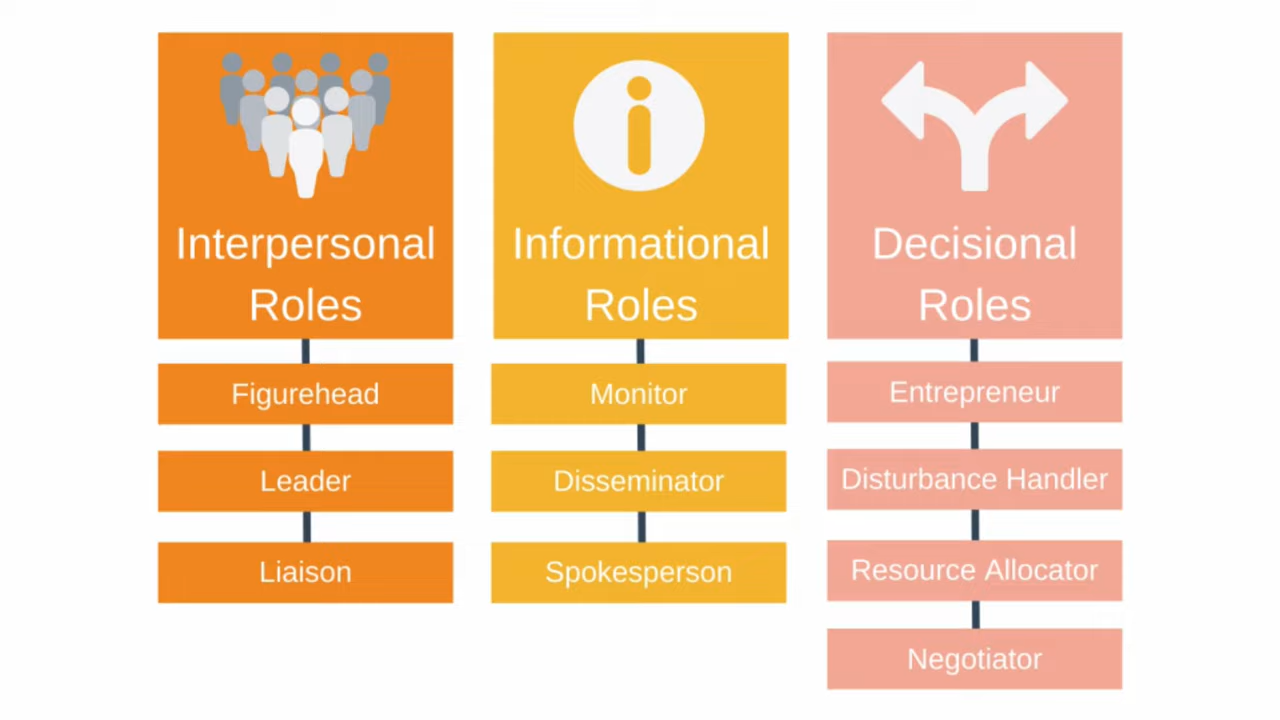 Interpersonal
Roles
Figurehead
Leader
Liaison
Informational
Roles
Monitor
Disseminator
Spokesperson
Decisional
Roles
Entrepreneur
Disturbance Handler
Resource Allocator
Negotiator